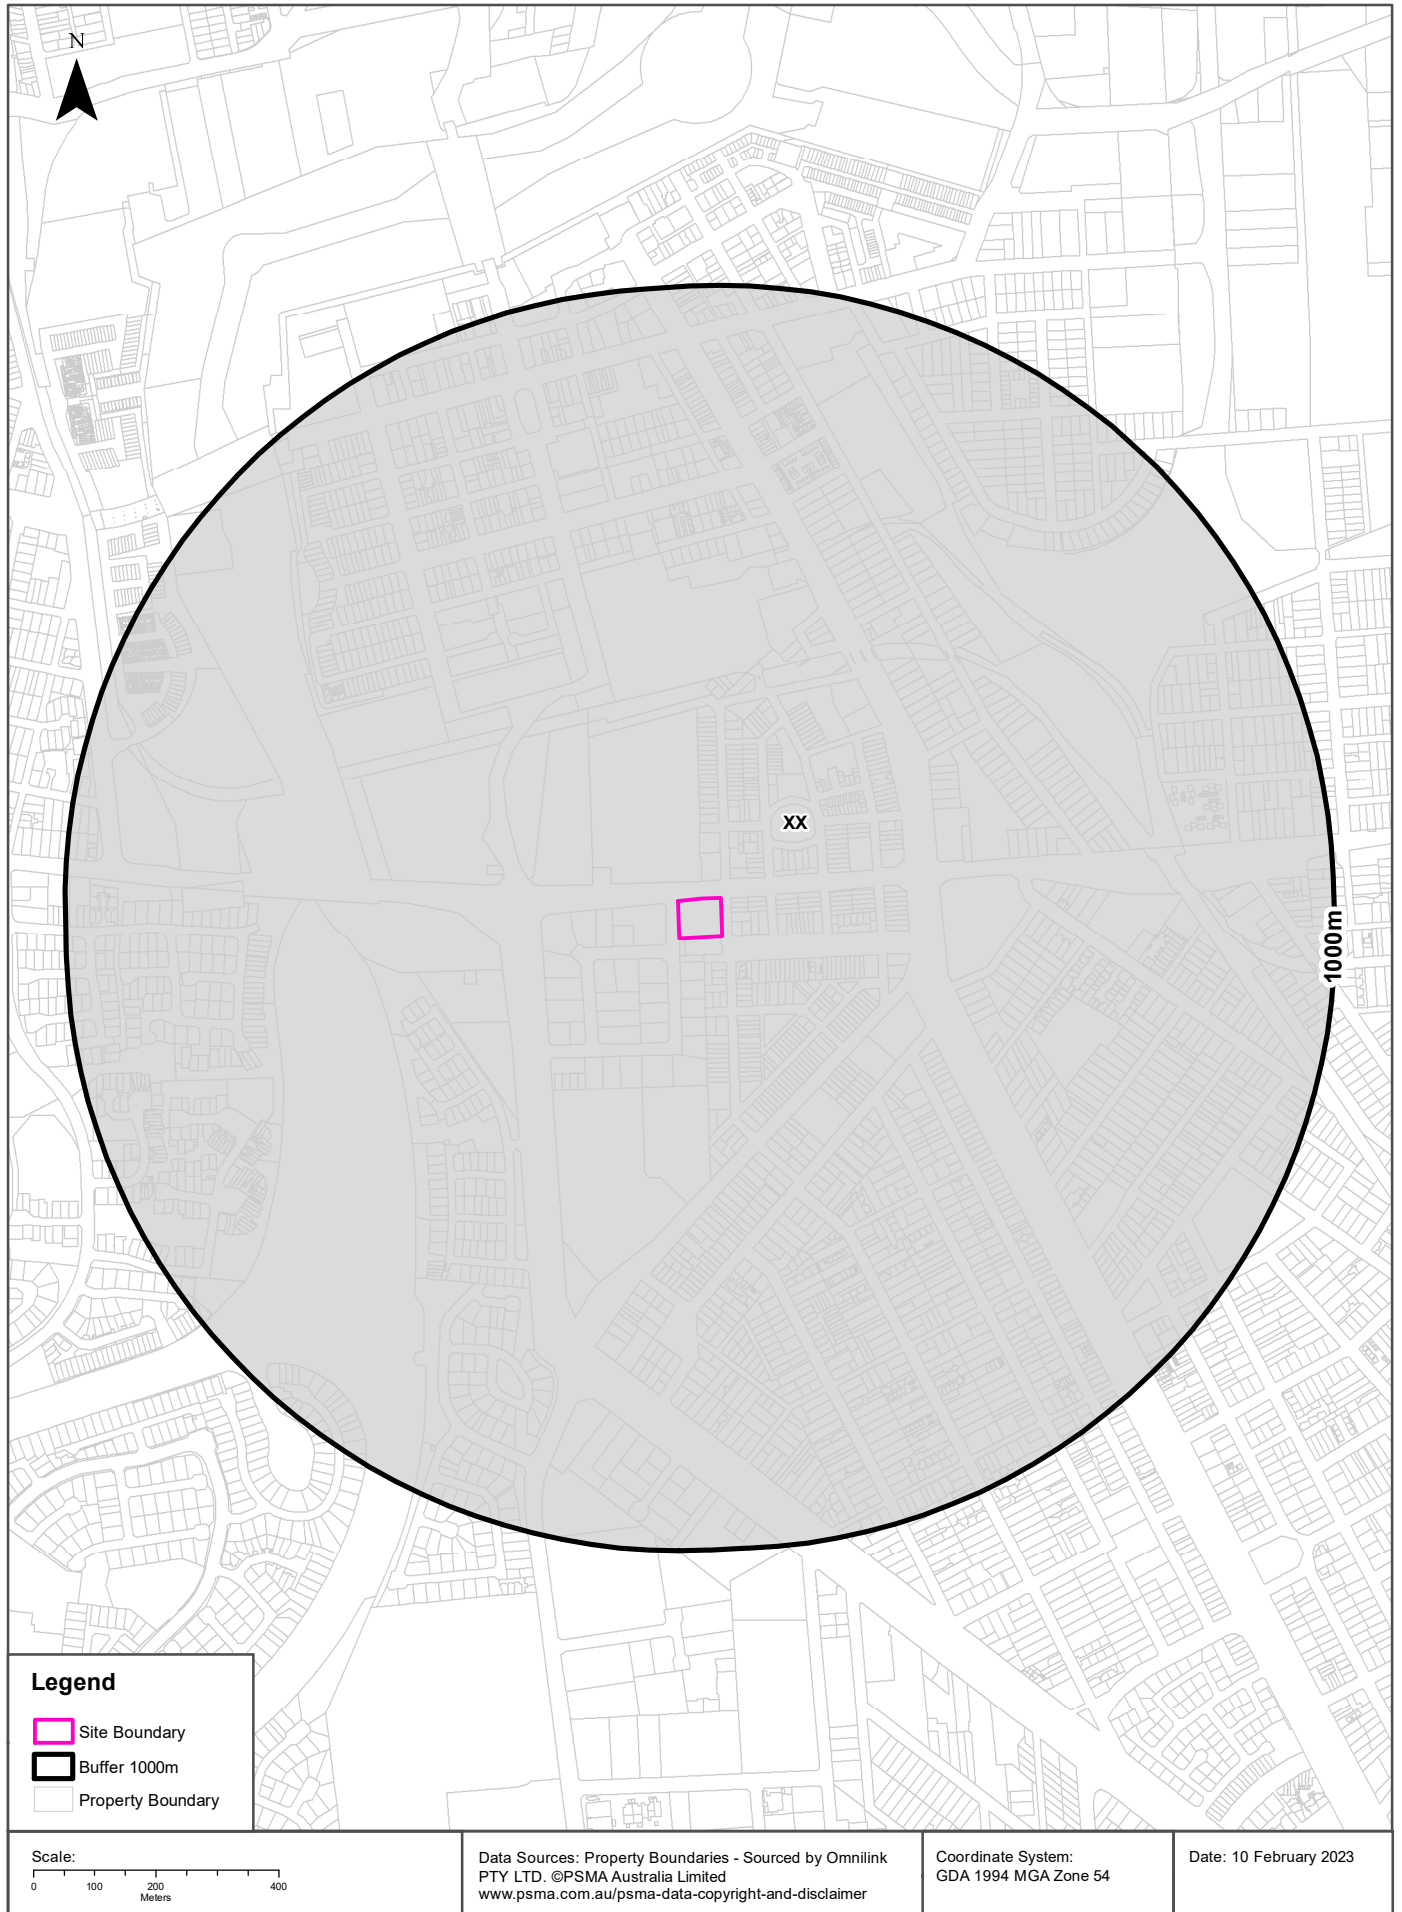 N
XX
1000m
Legend
Site Boundary
Buffer 1000m
Property Boundary
Scale:
0 100 200 400
Meters
Data Sources: Property Boundaries - Sourced by Omnilink
PTY LTD. ©PSMA Australia Limited
www.psma.com.au/psma-data-copyright-and-disclaimer
Coordinate System:
GDA 1994 MGA Zone 54
Date: 10 February 2023